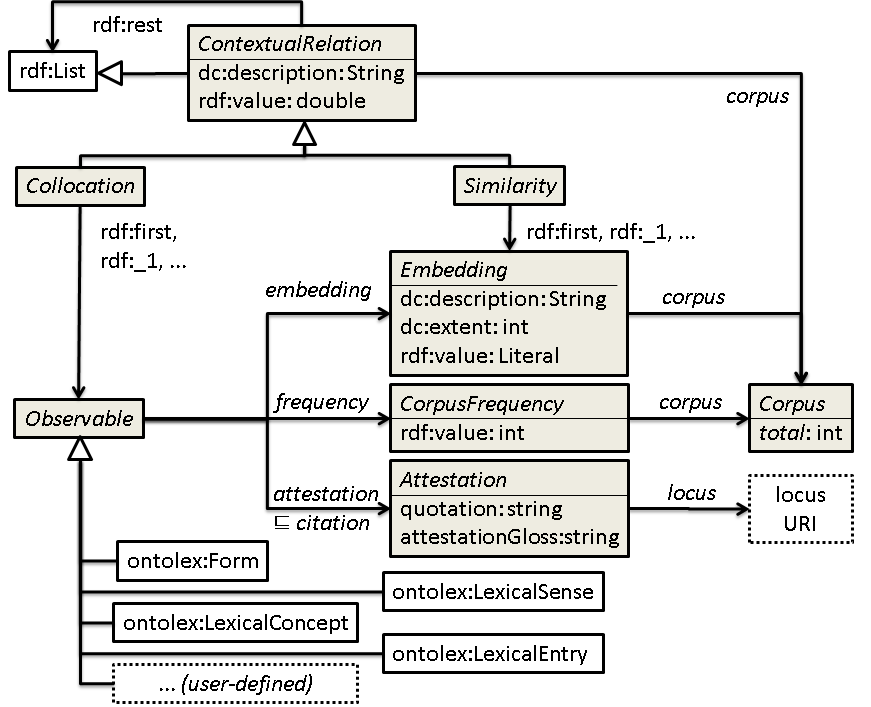 rdf:rest
ContextualRelation
rdf:List
dc:description: String
rdf:value: double
corpus
Collocation
Similarity
rdf:first,
rdf:_1, ...
rdf:first, rdf:_1, ...
Embedding
embedding
dc:description: String
corpus
dc:extent: int
rdf:value: Literal
Observable
frequency
CorpusFrequency
rdf:value: int
corpus
Corpus
total: int
attestation
⊑ citation
Attestation
quotation: string
attestationGloss:string
locus
locus
URI
ontolex:Form
ontolex:LexicalSense
ontolex:LexicalConcept
ontolex:LexicalEntry
... (user-defined)